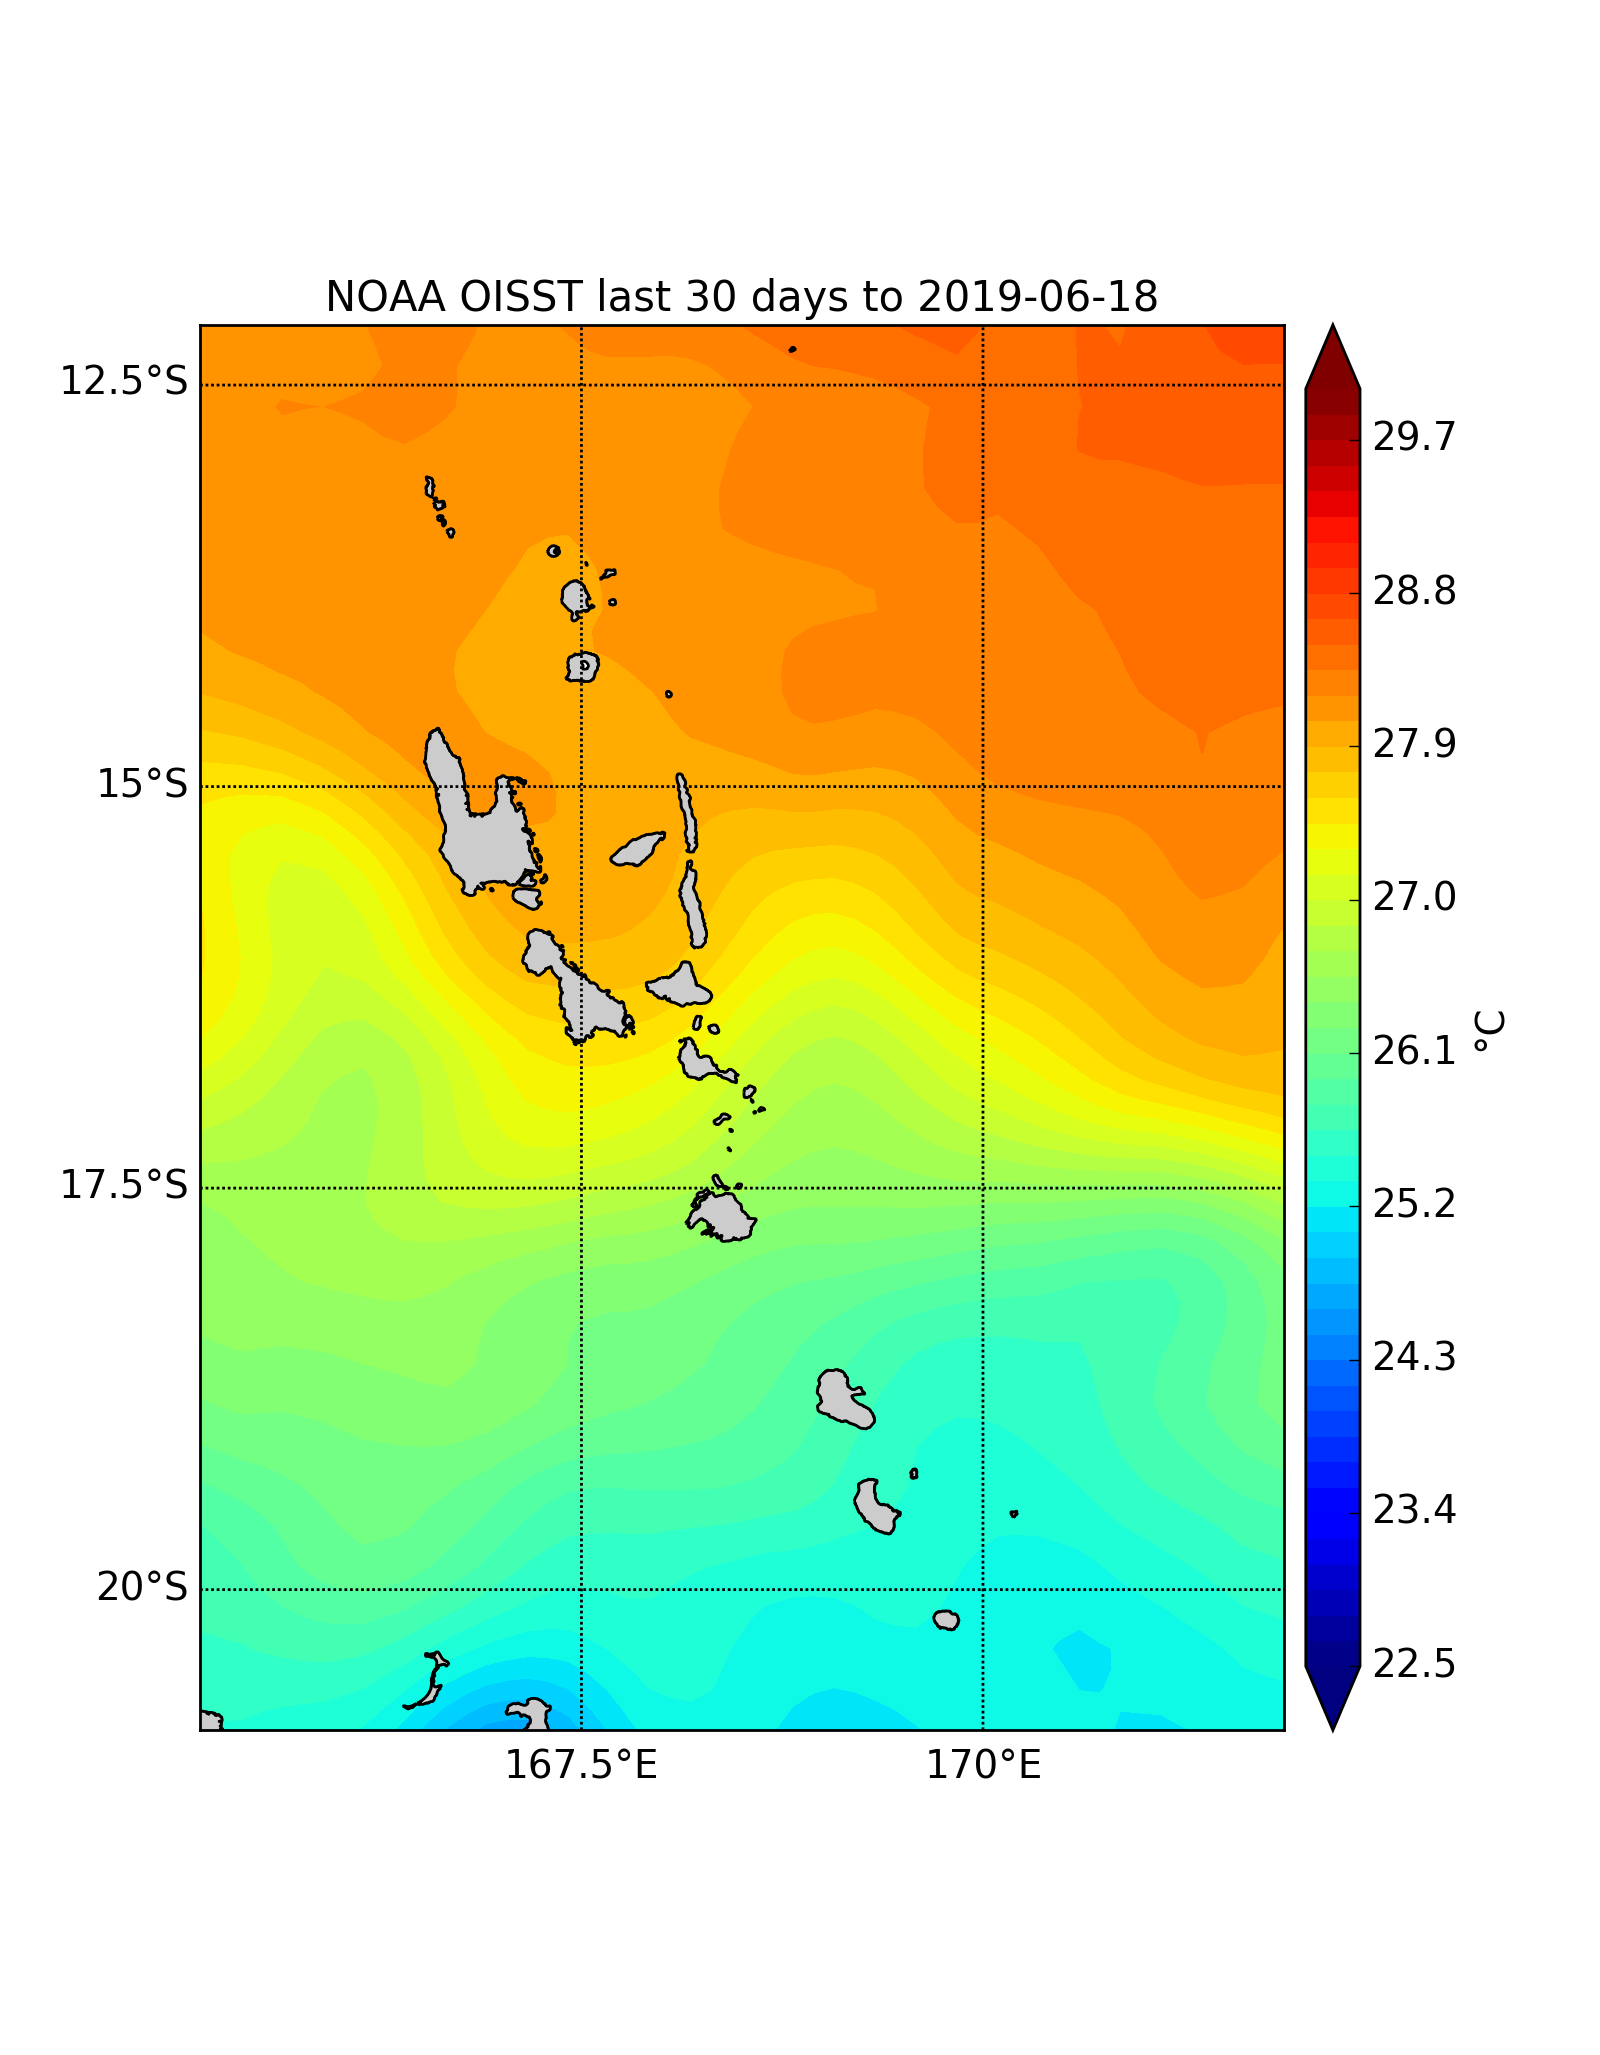 NOAA OISST last 30 days to 2019-06-18
12.5°S
15°S
17.5°S
20°S
167.5°E
170°E
29.7
28.8
27.9
27.0
26.1
25.2
24.3
23.4
22.5
°C